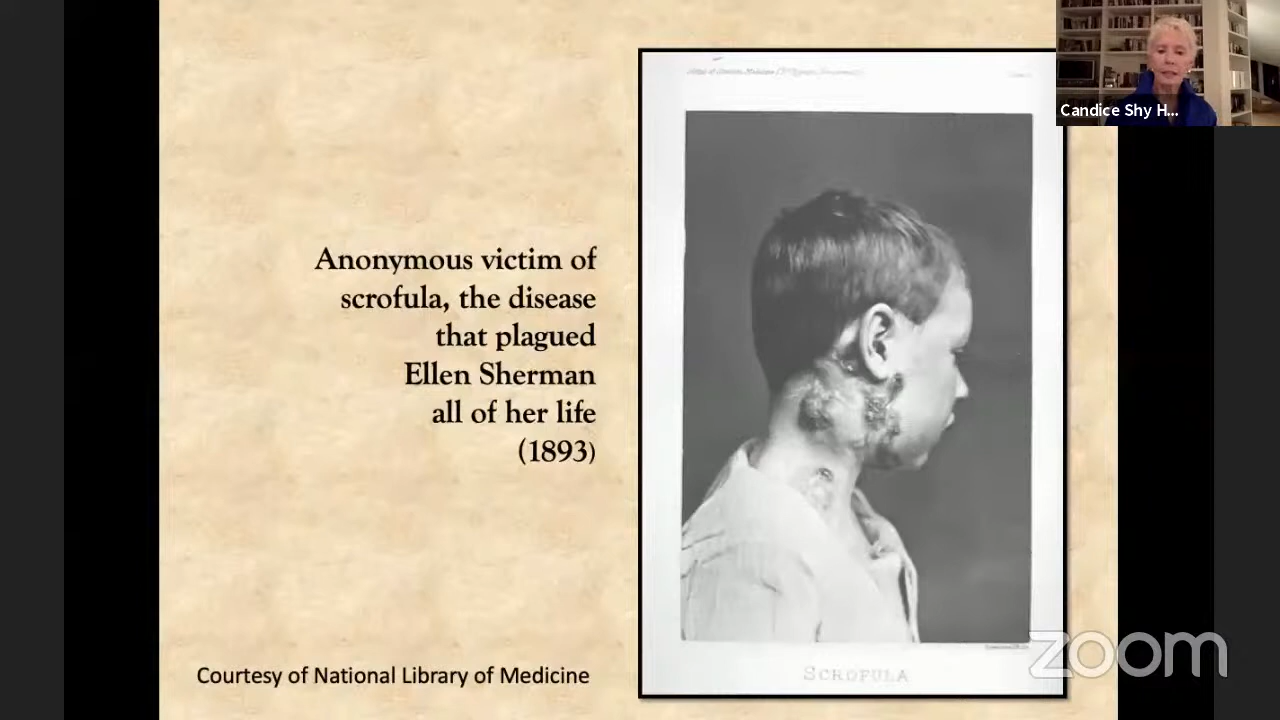 Candice Shy H...
Anonymous victim of
scrofula, the disease
that plagued
Ellen Sherman
all of her life
(1893)
Courtesy of National Library of Medicine
SCROFULA
zoom